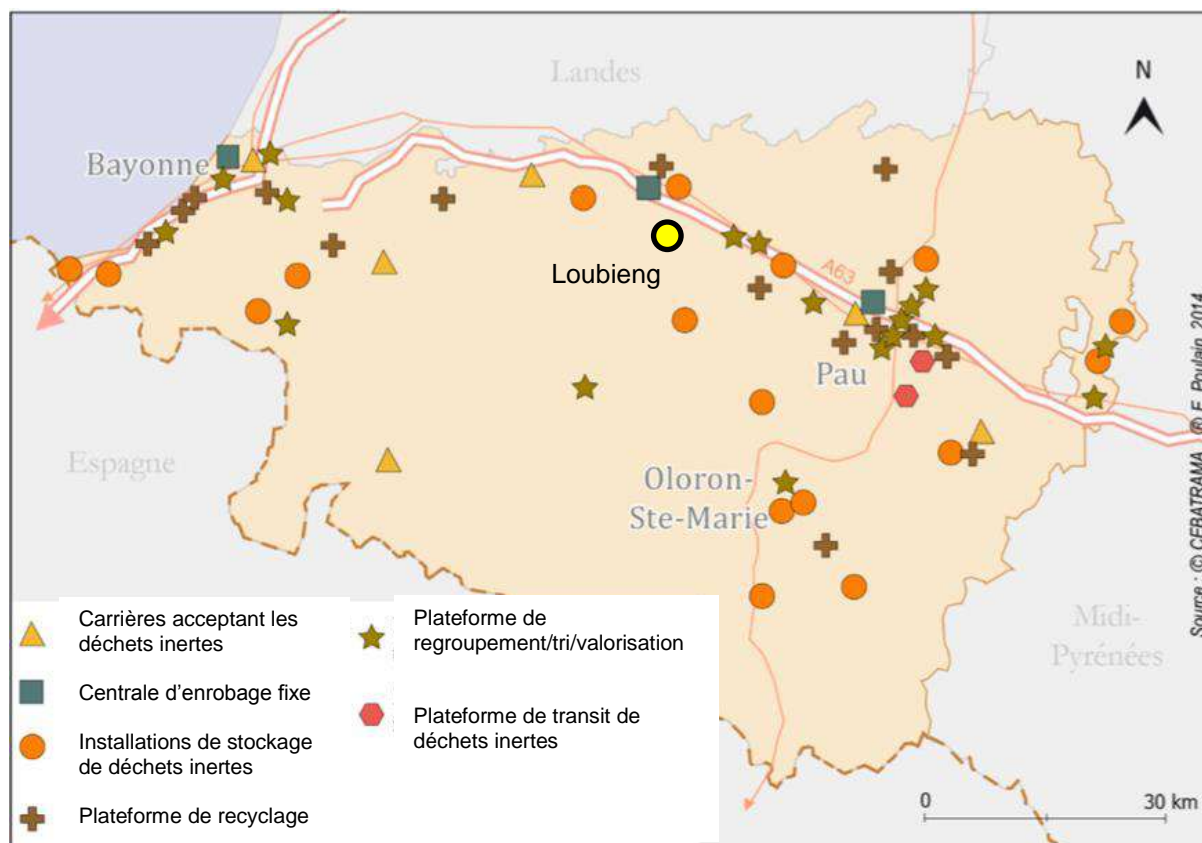 Landes
N
Bayonne
Loubieng
A63
Pau
Espagne
Oloron-
Ste-Marie
Midi-
Pyrénées
Source : © CEBATRAMA, ® F. Poulain, 2014
Carrières acceptant les
déchets inertes
Centrale d'enrobage fixe
Installations de stockage
de déchets inertes
Plateforme de recyclage
Plateforme de
regroupement/tri/valorisation
Plateforme de transit de
déchets inertes
0
30 km